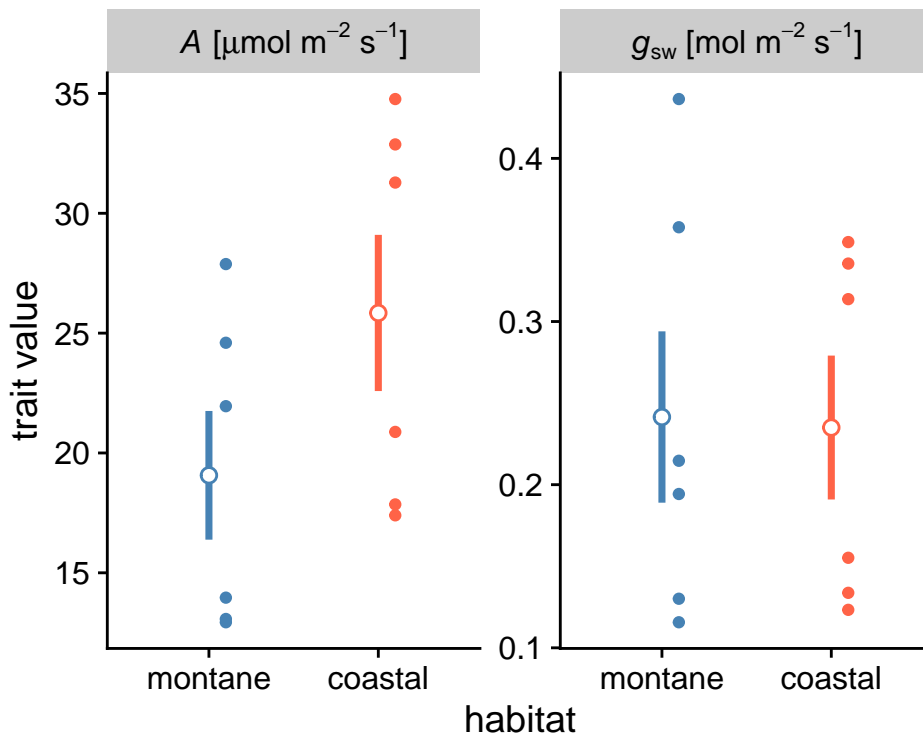 A [μmol m⁻² s⁻¹]
g_sw [mol m⁻² s⁻¹]
trait value
35
30
25
20
15
0.4
0.3
0.2
0.1
montane coastal
montane coastal
habitat